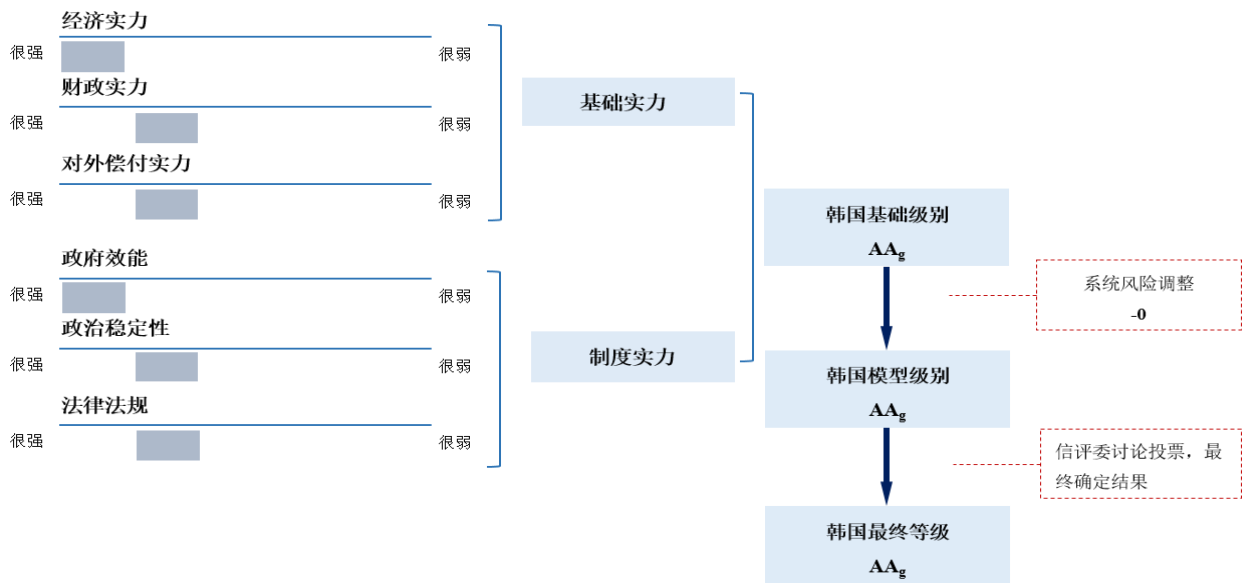 经济实力
很强
很弱
财政实力
很强
很弱
对外偿付实力
很强
很弱
政府效能
很强
很弱
政治稳定性
很强
很弱
法律法规
很强
很弱
基础实力
制度实力
韩国基础级别
AAg
系统风险调整
-0
韩国模型级别
AAg
信评委讨论投票，最
终确定结果
韩国最终等级
AAg